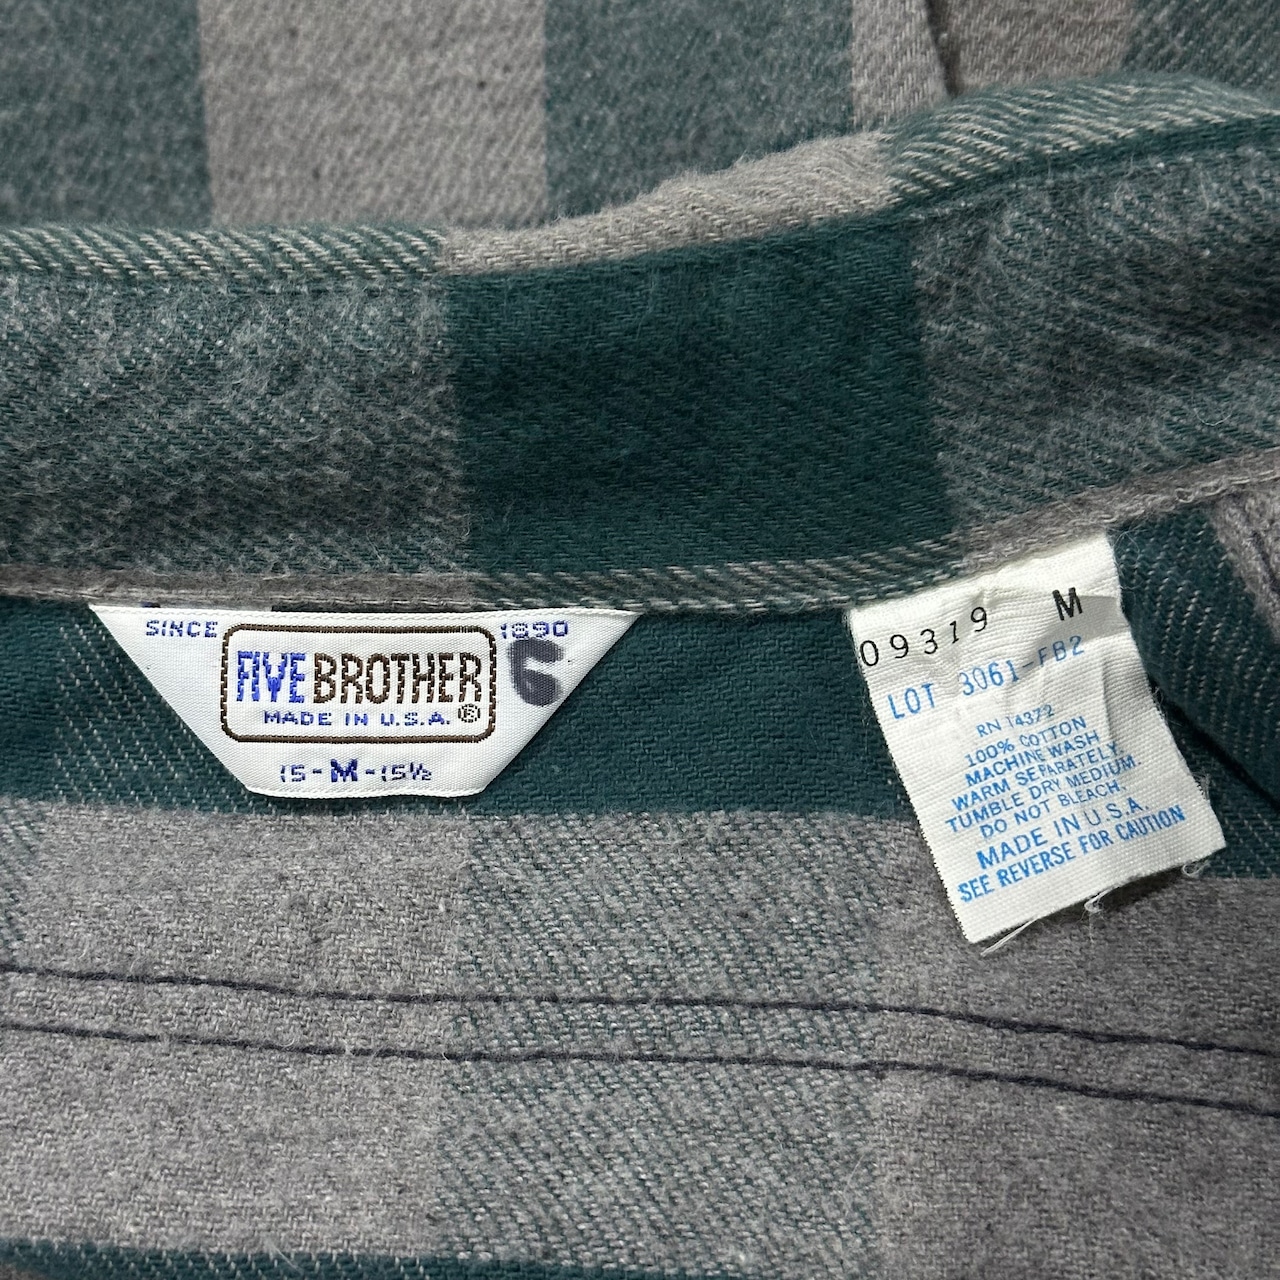 SINCE 1890
FIVE BROTHER
MADE IN U.S.A. ®
15-M-15½
6
09319 M
LOT 3061-FB2
RN 14372
100% COTTON
MACHINE WASH
WARM SEPARATELY.
TUMBLE DRY MEDIUM.
DO NOT BLEACH.
MADE IN U.S.A.
SEE REVERSE FOR CAUTION